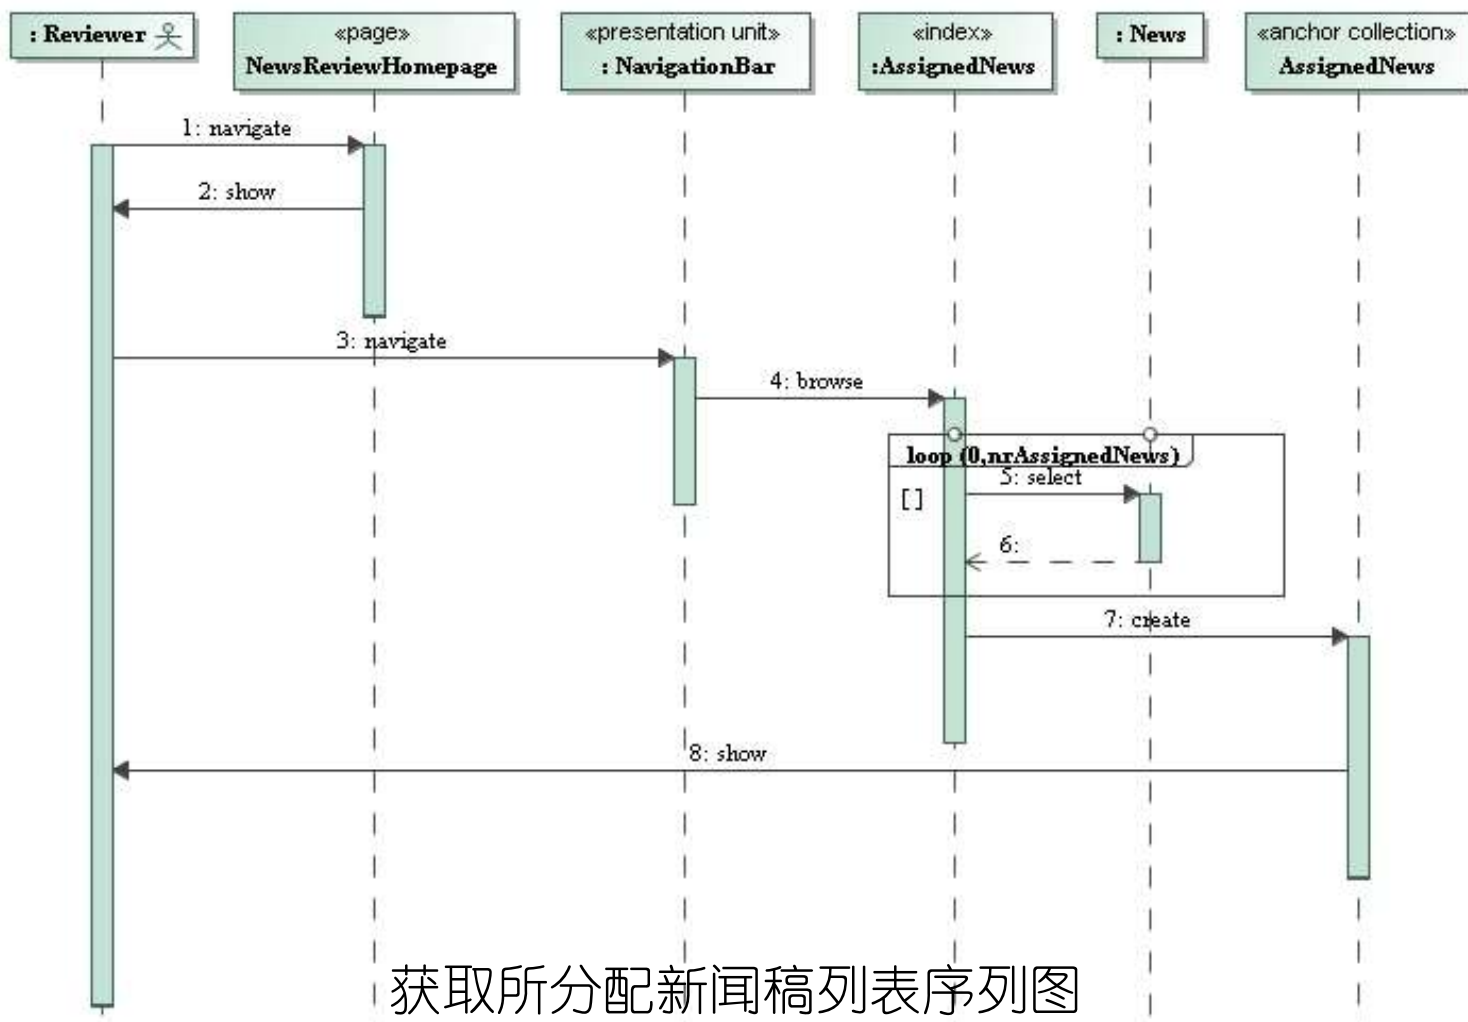 : Reviewer
«page»
NewsReviewHomepage
«presentation unit»
: NavigationBar
«index»
:AssignedNews
: News
«anchor collection»
AssignedNews
1: navigate
2: show
3: navigate
4: browse
loop (0,nrAssignedNews)
[ ]
5: select
6:
7: create
8: show
获取所分配新闻稿列表序列图